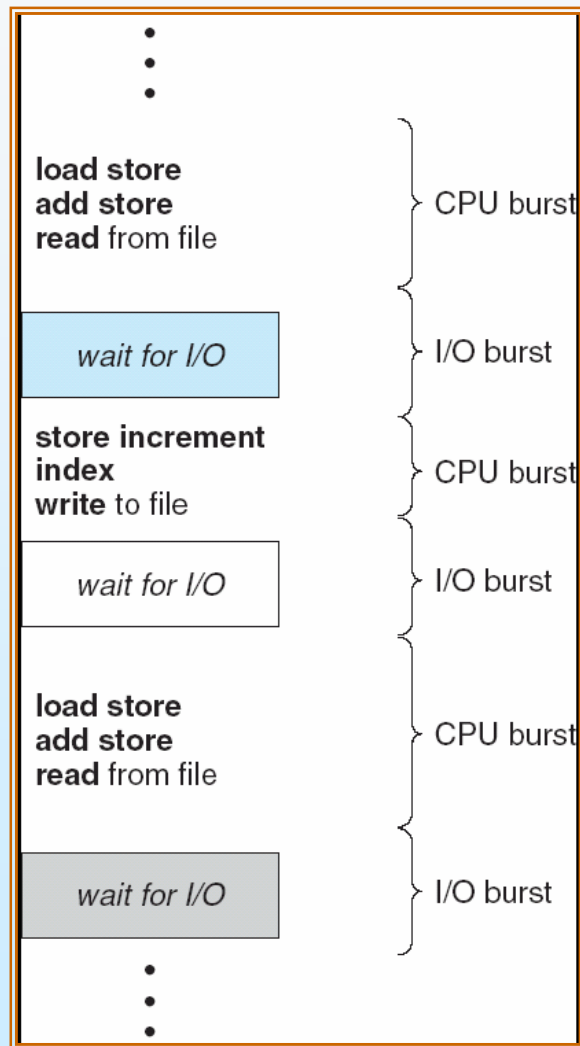 load store
add store
read from file
CPU burst
wait for I/O
I/O burst
store increment
index
write to file
CPU burst
wait for I/O
I/O burst
load store
add store
read from file
CPU burst
wait for I/O
I/O burst